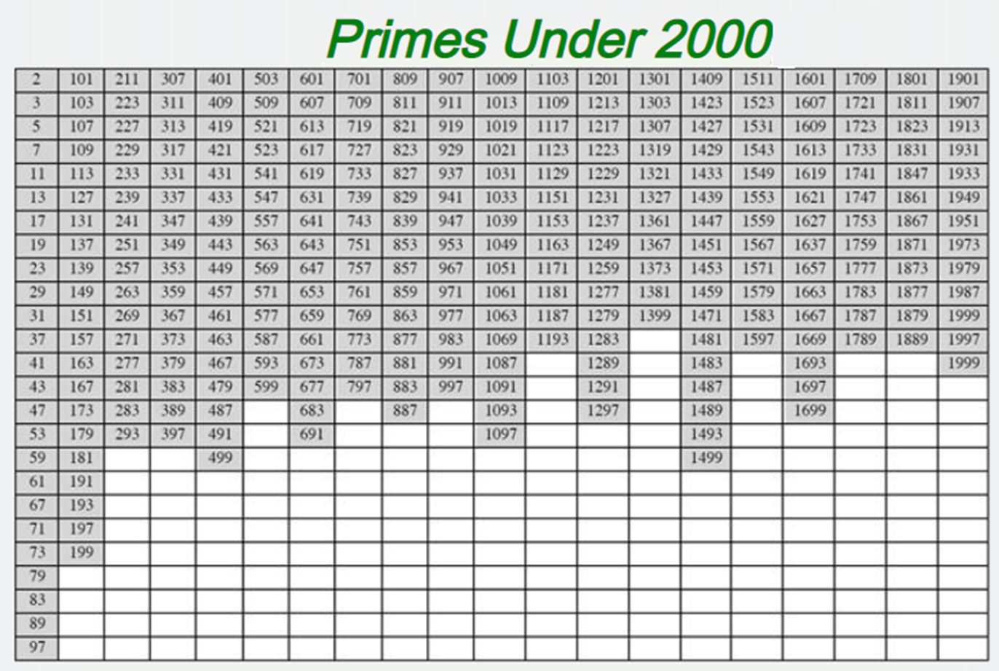 Primes Under 2000
2 101 211 307 401 503 601 701 809 907 1009 1103 1201 1301 1409 1511 1601 1709 1801 1901
3 103 223 311 409 509 607 709 811 911 1013 1109 1213 1303 1423 1523 1607 1721 1811 1907
5 107 227 313 419 521 613 719 821 919 1019 1117 1217 1307 1427 1531 1609 1723 1823 1913
7 109 229 317 421 523 617 727 823 929 1021 1123 1223 1319 1429 1543 1613 1733 1831 1931
11 113 233 331 431 541 619 733 827 937 1031 1129 1229 1321 1433 1549 1619 1741 1847 1933
13 127 239 337 433 547 631 739 829 941 1033 1151 1231 1327 1439 1553 1621 1747 1861 1949
17 131 241 347 439 557 641 743 839 947 1039 1153 1237 1361 1447 1559 1627 1753 1867 1951
19 137 251 349 443 563 643 751 853 953 1049 1163 1249 1367 1451 1567 1637 1759 1871 1973
23 139 257 353 449 569 647 757 857 967 1051 1171 1259 1373 1453 1571 1657 1777 1873 1979
29 149 263 359 457 571 653 761 859 971 1061 1181 1277 1381 1459 1579 1663 1783 1877 1987
31 151 269 367 461 577 659 769 863 977 1063 1187 1279 1399 1471 1583 1667 1787 1879 1999
37 157 271 373 463 587 661 773 877 983 1069 1193 1283 1481 1597 1669 1789 1889 1997
41 163 277 379 467 593 673 787 881 991 1087 1289 1483 1693 1999
43 167 281 383 479 599 677 797 883 997 1091 1291 1487 1697
47 173 283 389 487 683 887 1093 1297 1489 1699
53 179 293 397 491 691 1097 1493
59 181 499 1499
61 191
67 193
71 197
73 199
79
83
89
97